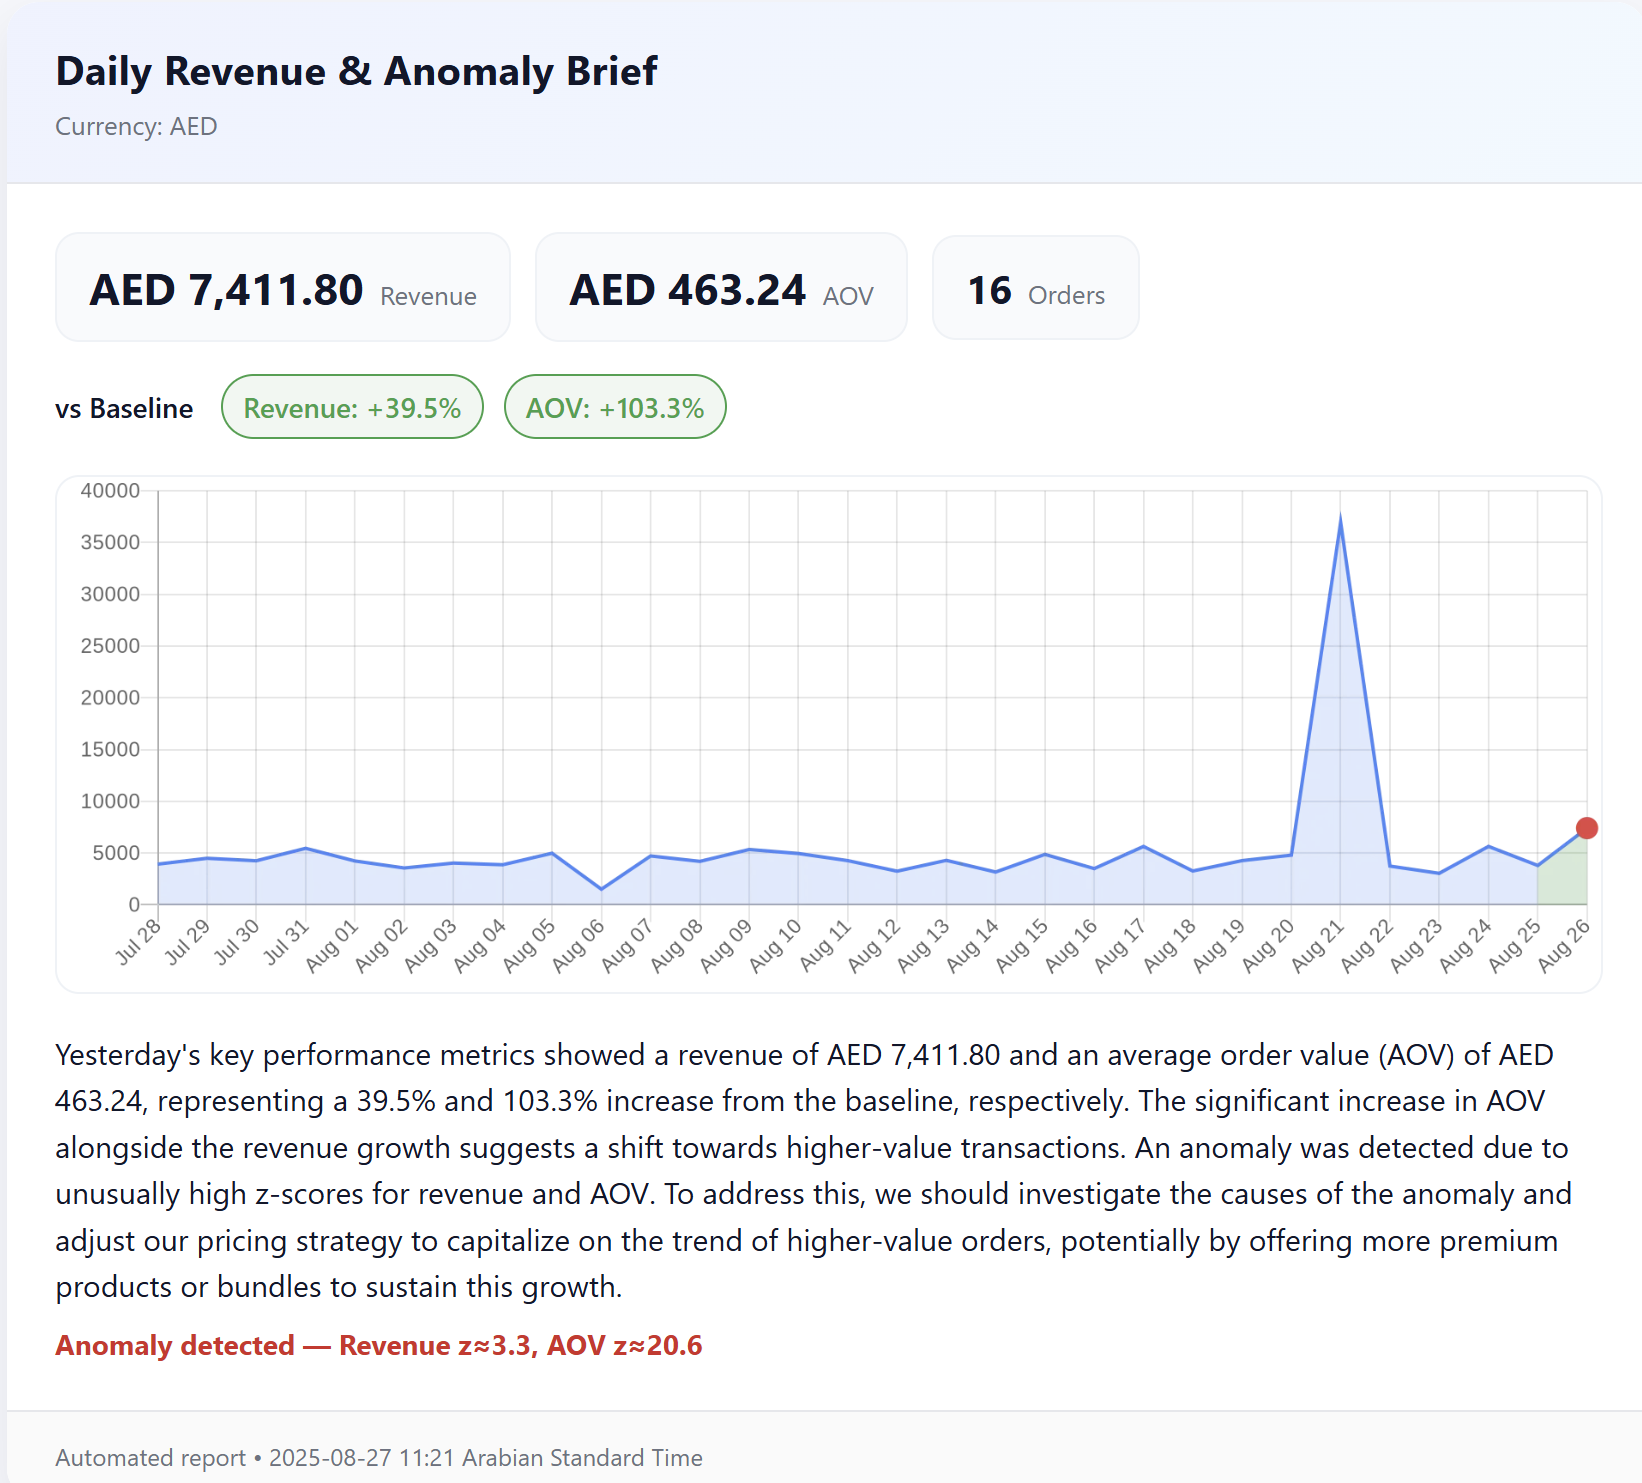 Daily Revenue & Anomaly Brief
Currency: AED
AED 7,411.80 Revenue
AED 463.24 AOV
16 Orders
vs Baseline
Revenue: +39.5%
AOV: +103.3%
40000
35000
30000
25000
20000
15000
10000
5000
0
Jul 28
Jul 29
Jul 30
Jul 31
Aug 01
Aug 02
Aug 03
Aug 04
Aug 05
Aug 06
Aug 07
Aug 08
Aug 09
Aug 10
Aug 11
Aug 12
Aug 13
Aug 14
Aug 15
Aug 16
Aug 17
Aug 18
Aug 19
Aug 20
Aug 21
Aug 22
Aug 23
Aug 24
Aug 25
Aug 26
Yesterday's key performance metrics showed a revenue of AED 7,411.80 and an average order value (AOV) of AED
463.24, representing a 39.5% and 103.3% increase from the baseline, respectively. The significant increase in AOV
alongside the revenue growth suggests a shift towards higher-value transactions. An anomaly was detected due to
unusually high z-scores for revenue and AOV. To address this, we should investigate the causes of the anomaly and
adjust our pricing strategy to capitalize on the trend of higher-value orders, potentially by offering more premium
products or bundles to sustain this growth.
Anomaly detected — Revenue z≈3.3, AOV z≈20.6
Automated report • 2025-08-27 11:21 Arabian Standard Time